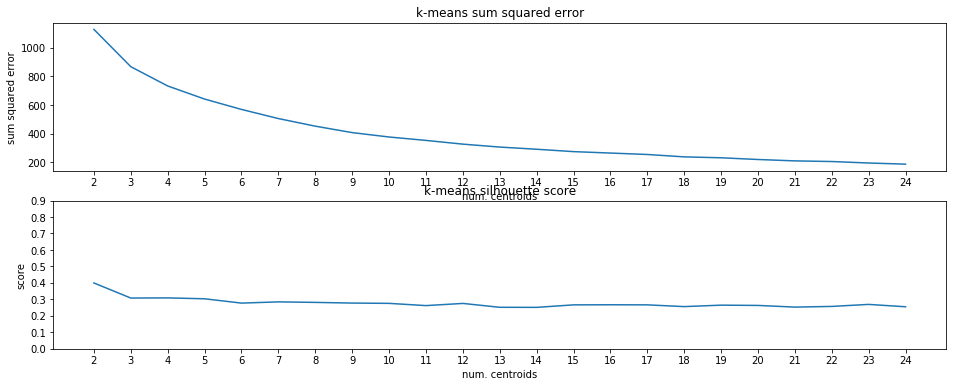 k-means sum squared error
sum squared error
1000
800
600
400
200
2 3 4 5 6 7 8 9 10 11 12 13 14 15 16 17 18 19 20 21 22 23 24
num. centroids
k-means silhouette score
score
0.9
0.8
0.7
0.6
0.5
0.4
0.3
0.2
0.1
0.0
2 3 4 5 6 7 8 9 10 11 12 13 14 15 16 17 18 19 20 21 22 23 24
num. centroids